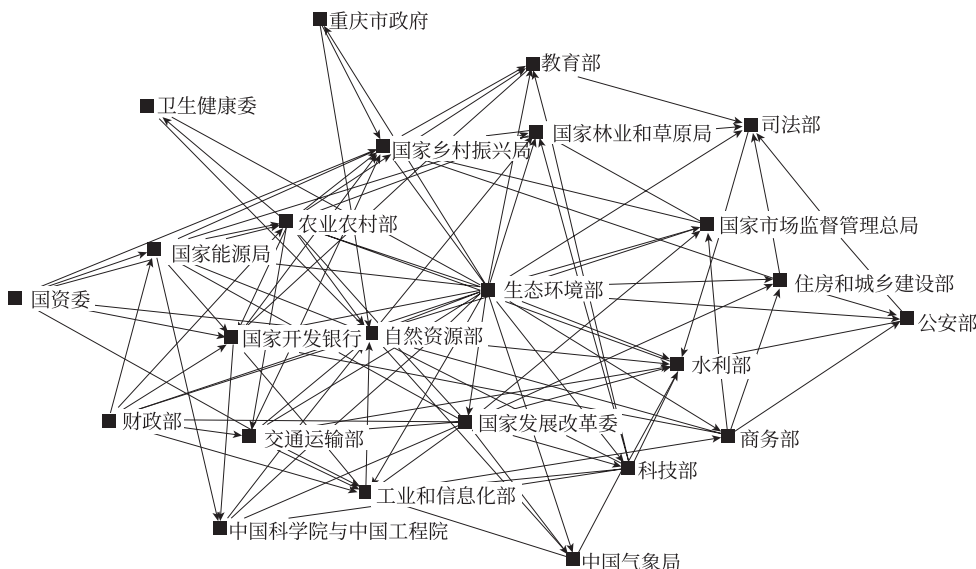 重庆市政府
教育部
卫生健康委
司法部
国家林业和草原局
国家乡村振兴局
农业农村部
国家市场监督管理总局
国家能源局
住房和城乡建设部
生态环境部
国资委
公安部
国家开发银行
自然资源部
水利部
财政部
国家发展改革委
交通运输部
商务部
科技部
工业和信息化部
中国科学院与中国工程院
中国气象局